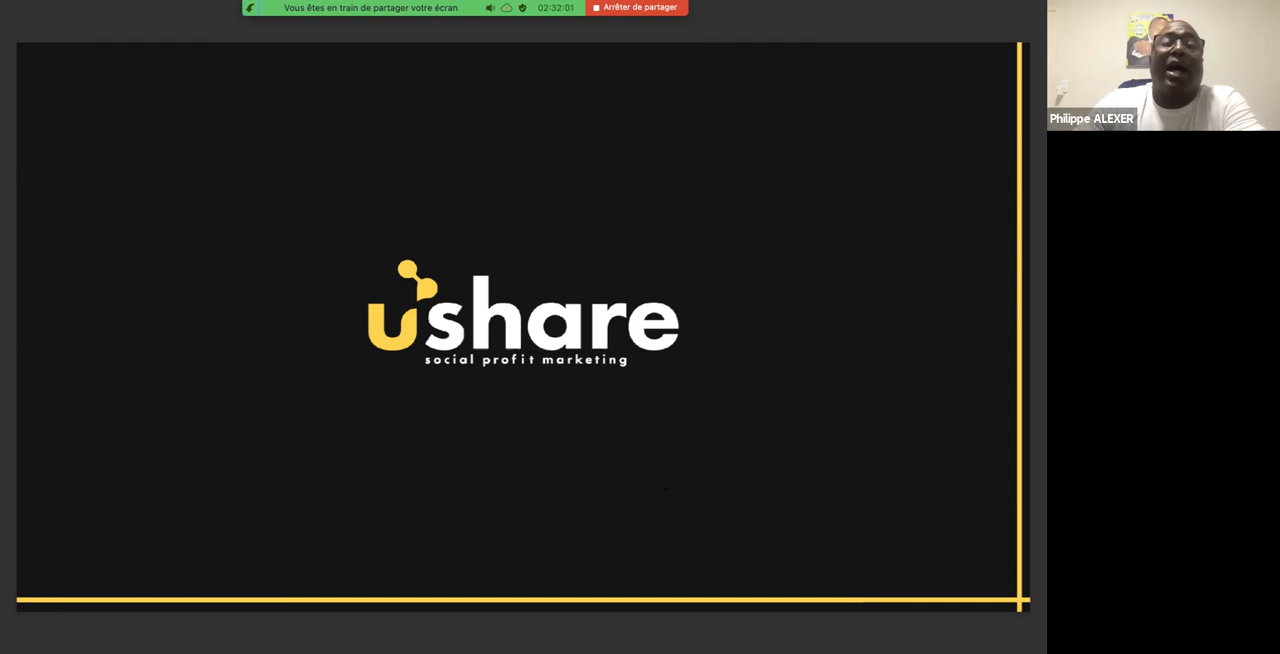 Vous êtes en train de partager votre écran 02:32:01 Arrêter de partager
Philippe ALEXER
ushare
social profit marketing